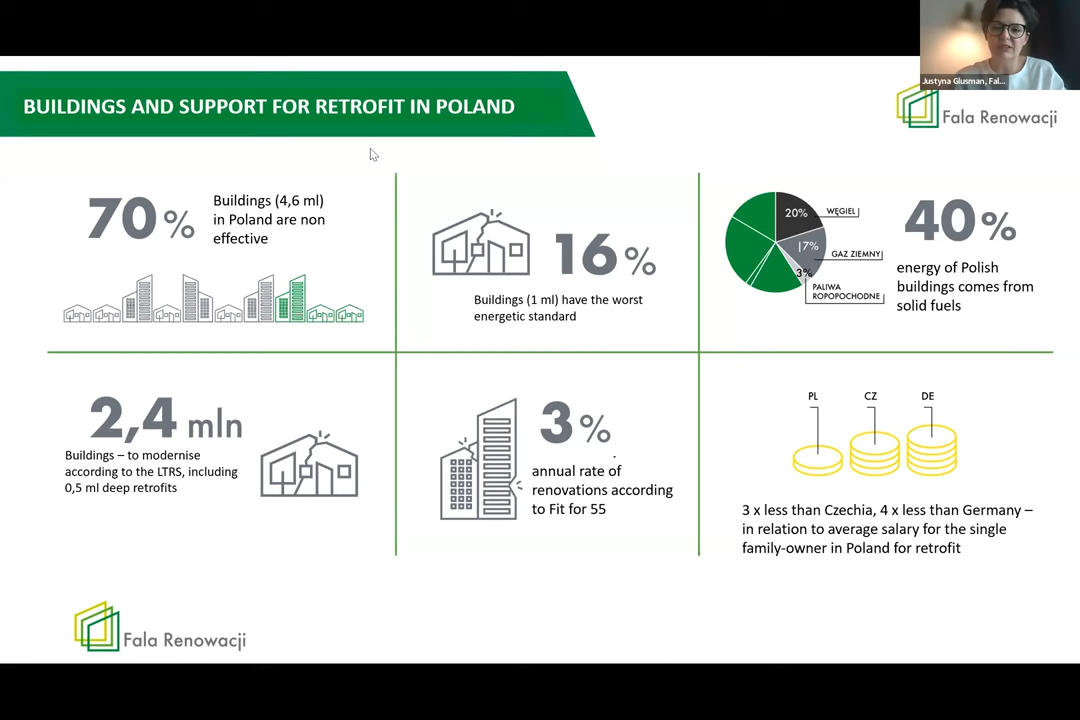 Justyna Glusman, Fal...
BUILDINGS AND SUPPORT FOR RETROFIT IN POLAND
Fala Renowacji
70 %
Buildings (4,6 ml)
in Poland are non
effective
16 %
Buildings (1 ml) have the worst
energetic standard
20%
WĘGIEL
17%
GAZ ZIEMNY
3%
PALIWA
ROPOPOCHODNE
40 %
energy of Polish
buildings comes from
solid fuels
2,4 mln
Buildings – to modernise
according to the LTRS, including
0,5 ml deep retrofits
3 %
annual rate of
renovations according
to Fit for 55
PL
CZ
DE
3 x less than Czechia, 4 x less than Germany –
in relation to average salary for the single
family-owner in Poland for retrofit
Fala Renowacji